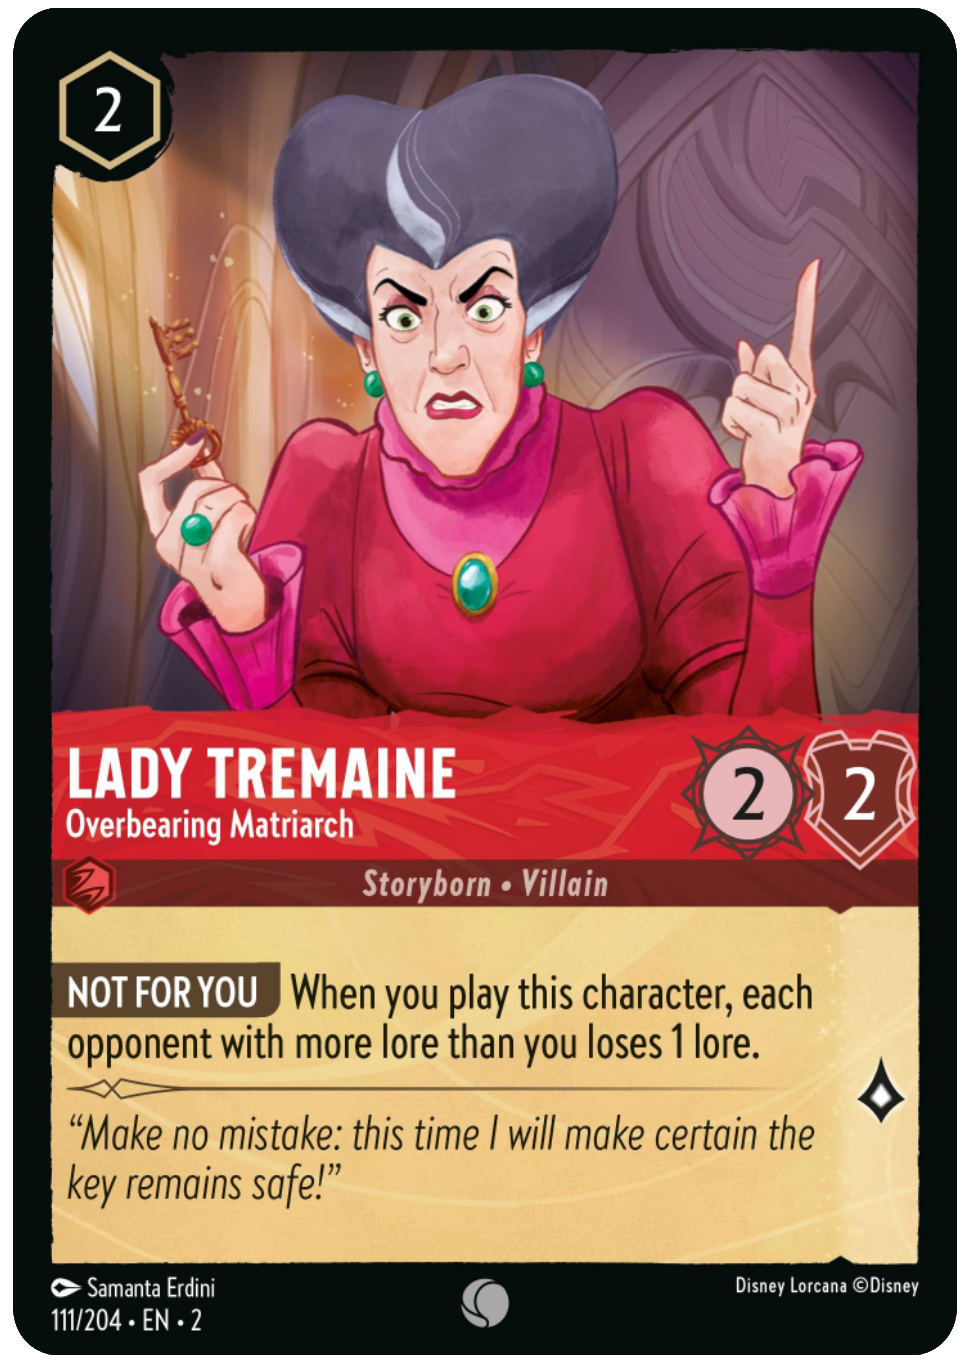 2
LADY TREMAINE
Overbearing Matriarch
2
2
Storyborn • Villain
NOT FOR YOU When you play this character, each
opponent with more lore than you loses 1 lore.
“Make no mistake: this time I will make certain the
key remains safe!”
Samanta Erdini
111/204 • EN • 2
Disney Lorcana ©Disney